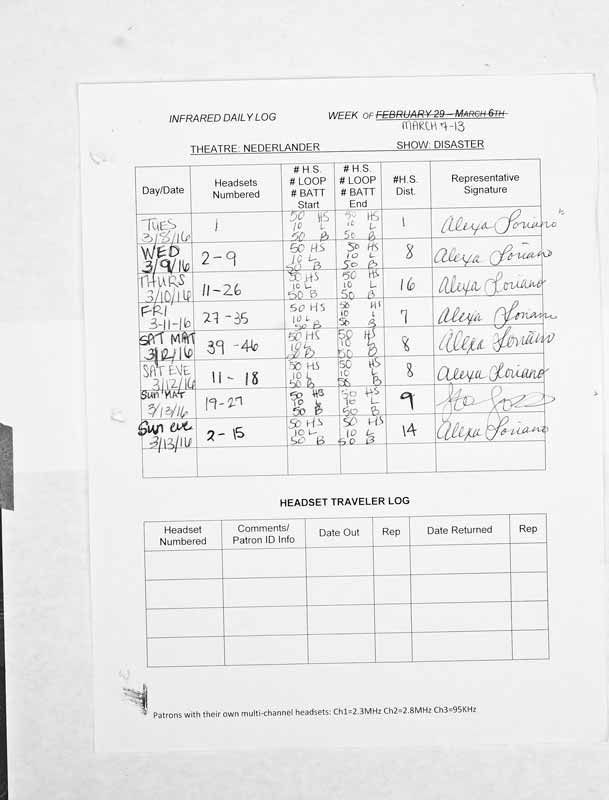 INFRARED DAILY LOG WEEK OF FEBRUARY 29 – MARCH 6TH
MARCH 7-13
THEATRE: NEDERLANDER SHOW: DISASTER
Day/Date Headsets Numbered # H.S. # LOOP # BATT Start # H.S. # LOOP # BATT End #H.S. Dist. Representative Signature
TUES 3/8/16 1 50 HS 10 L 50 B 50 HS 10 L 50 B 1 Alexa Soriano
WED 3/9/16 2-9 50 HS 10 L 50 B 50 HS 10 L 50 B 8 Alexa Soriano
THURS 3/10/16 11-26 50 HS 10 L 50 B 50 HS 10 L 50 B 16 Alexa Soriano
FRI 3-11-16 27-35 50 HS 10 L 50 B 50 HS 10 L 50 B 7 Alexa Soriano
SAT MAT 3/12/16 39-46 50 HS 10 L 50 B 50 HS 10 L 50 B 8 Alexa Soriano
SAT EVE 3/12/16 11-18 50 HS 10 L 50 B 50 HS 10 L 50 B 8 Alexa Soriano
Sun MAT 3/13/16 19-27 50 HS 10 L 50 B 50 HS 10 L 50 B 9
Sun eve 3/13/16 2-15 50 HS 10 L 50 B 50 HS 10 L 50 B 14 Alexa Soriano
HEADSET TRAVELER LOG
Headset Numbered Comments/ Patron ID Info Date Out Rep Date Returned Rep
Patrons with their own multi-channel headsets: Ch1=2.3MHz Ch2=2.8MHz Ch3=95KHz